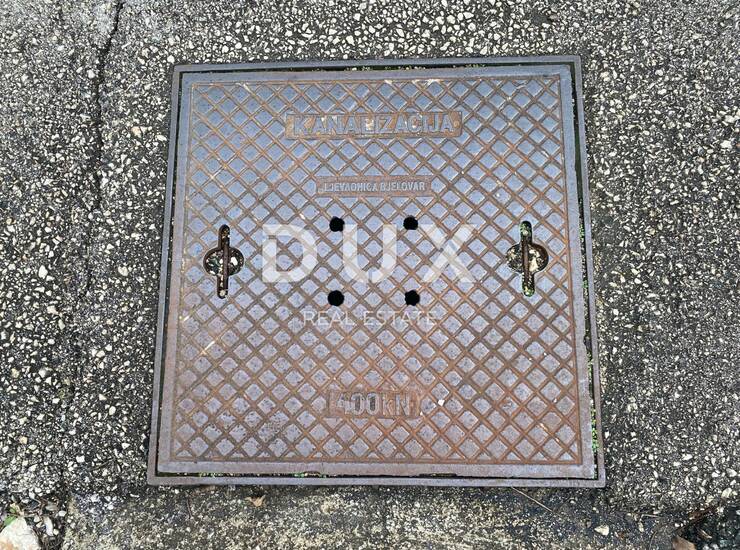 KANALIZACIJA
LJEVAONICA BJELOVAR
DUX
REAL ESTATE
400kN